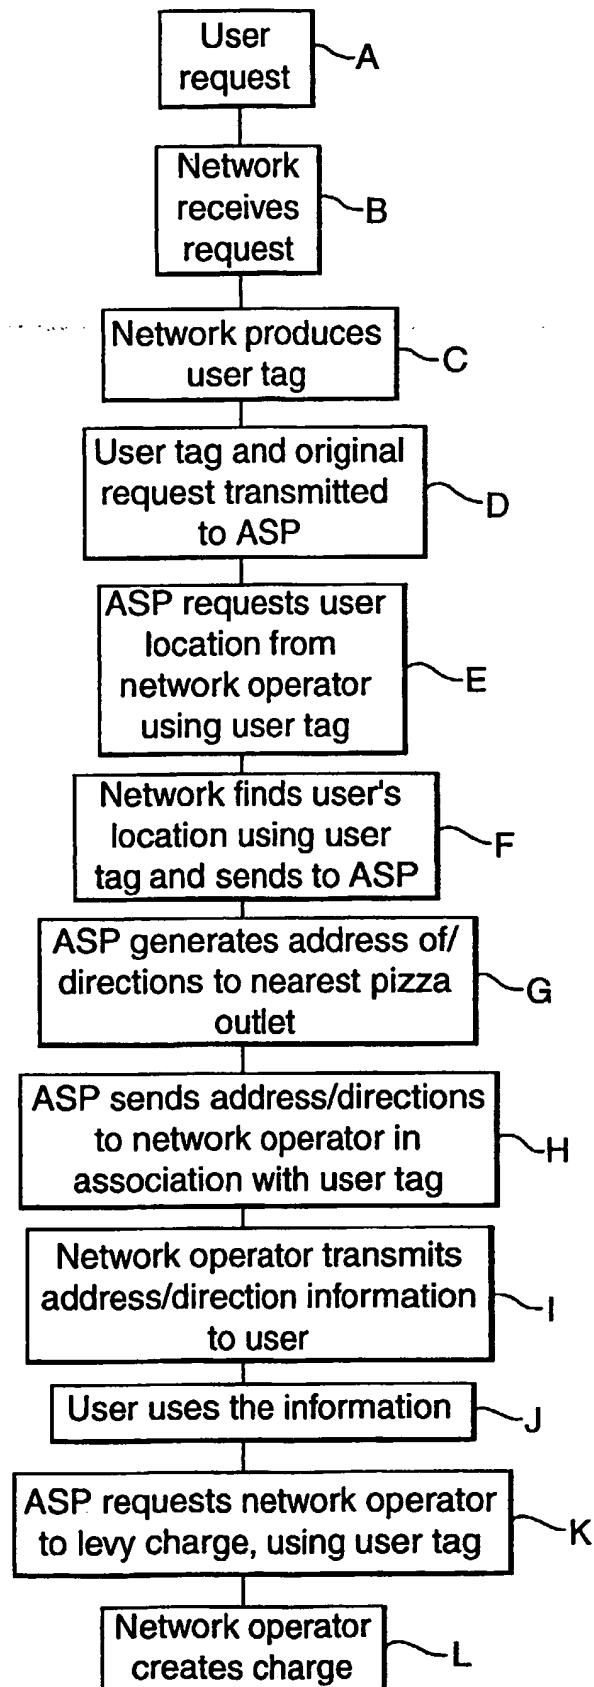 User
request
A
Network
receives
request
B
Network produces
user tag
C
User tag and original
request transmitted
to ASP
D
ASP requests user
location from
network operator
using user tag
E
Network finds user's
location using user
tag and sends to ASP
F
ASP generates address of/
directions to nearest pizza
outlet
G
ASP sends address/directions
to network operator in
association with user tag
H
Network operator transmits
address/direction information
to user
I
User uses the information
J
ASP requests network operator
to levy charge, using user tag
K
Network operator
creates charge
L